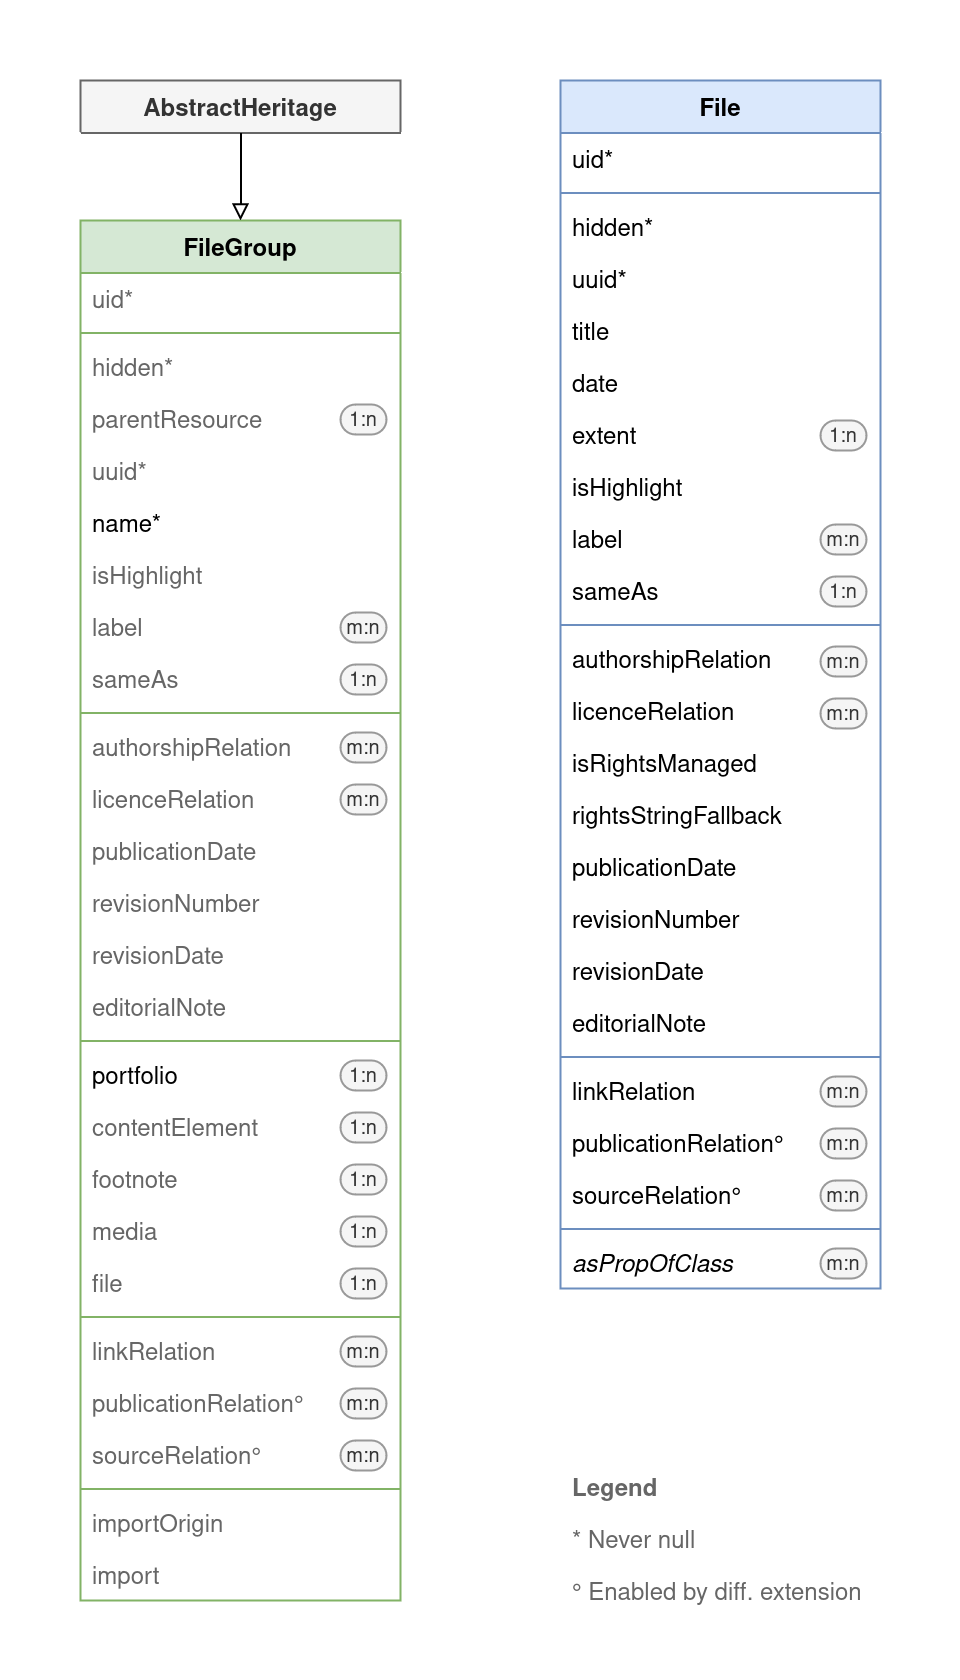 AbstractHeritage
FileGroup
uid*
hidden*
parentResource 1:n
uuid*
name*
isHighlight
label m:n
sameAs 1:n
authorshipRelation m:n
licenceRelation m:n
publicationDate
revisionNumber
revisionDate
editorialNote
portfolio 1:n
contentElement 1:n
footnote 1:n
media 1:n
file 1:n
linkRelation m:n
publicationRelation° m:n
sourceRelation° m:n
importOrigin
import
File
uid*
hidden*
uuid*
title
date
extent 1:n
isHighlight
label m:n
sameAs 1:n
authorshipRelation m:n
licenceRelation m:n
isRightsManaged
rightsStringFallback
publicationDate
revisionNumber
revisionDate
editorialNote
linkRelation m:n
publicationRelation° m:n
sourceRelation° m:n
asPropOfClass m:n
Legend
* Never null
° Enabled by diff. extension